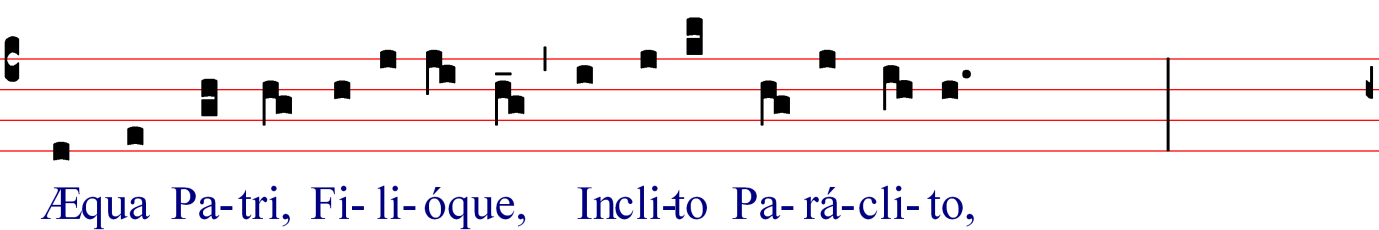 Æqua Pa-tri, Fi- li-óque, Incli-to Pa- rá-cli-to,